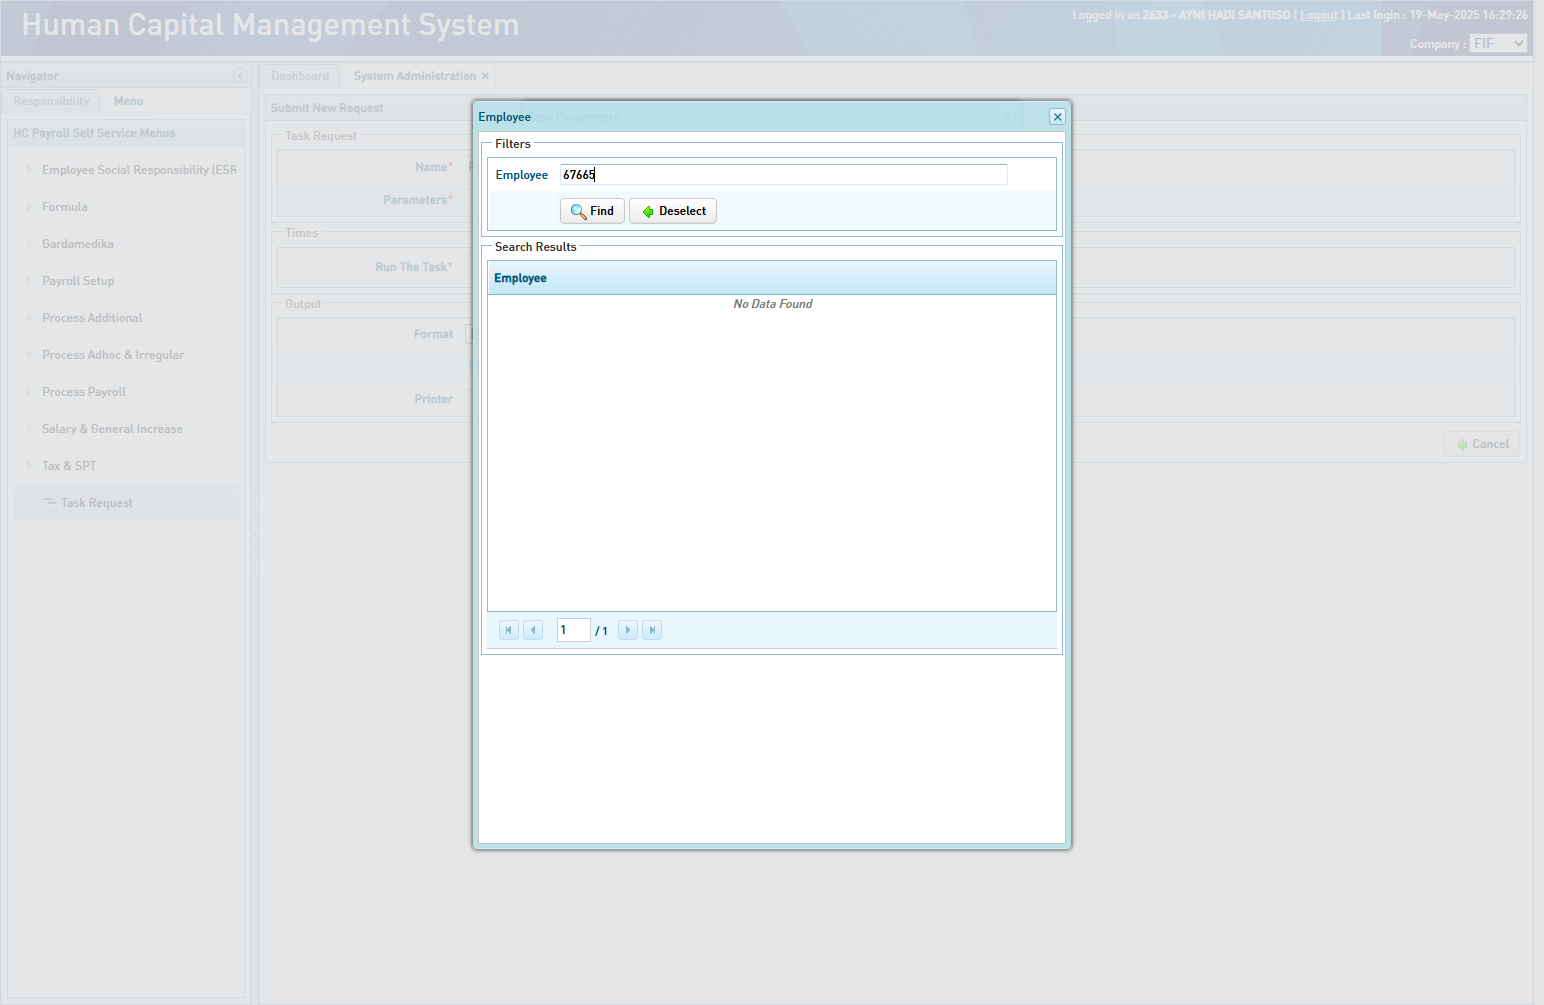 Human Capital Management System
Logged in as 2633 - AYNI HADI SANTOSO | Logout | Last login : 19-May-2025 16:29:26
Company : FIF
Navigator
Responsibility
Menu
HC Payroll Self Service Menus
Employee Social Responsibility (ESR
Formula
Gardamedika
Payroll Setup
Process Additional
Process Adhoc & Irregular
Process Payroll
Salary & General Increase
Tax & SPT
Task Request
Dashboard
System Administration
Submit New Request
Task Request
Name*
Parameters*
Times
Run The Task*
Output
Format
Printer
Cancel
Employee
Parameters
Filters
Employee 67665
Find
Deselect
Search Results
Employee
No Data Found
1 / 1